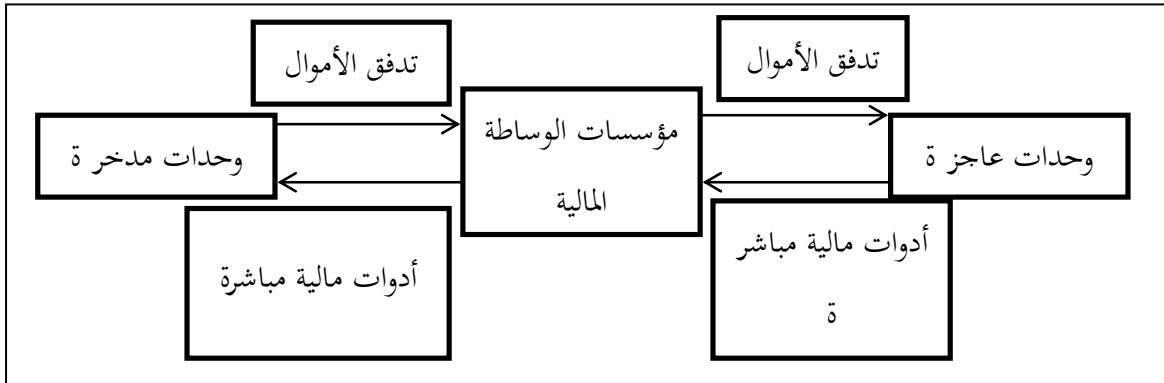 تدفق الأموال
تدفق الأموال
مؤسسات الوساطة
المالية
وحدات عاجز ة
وحدات مدخر ة
أدوات مالية مباشر
ة
أدوات مالية مباشرة